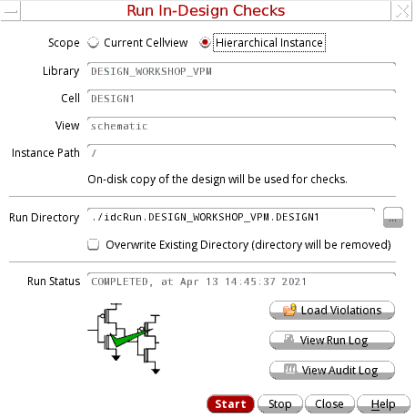 Run In-Design Checks
Scope Current Cellview Hierarchical Instance
Library DESIGN_WORKSHOP_VPM
Cell DESIGN1
View schematic
Instance Path /
On-disk copy of the design will be used for checks.
Run Directory ./idcRun.DESIGN_WORKSHOP_VPM.DESIGN1 ...
Overwrite Existing Directory (directory will be removed)
Run Status COMPLETED, at Apr 13 14:45:37 2021
Load Violations
View Run Log
View Audit Log
Start Stop Close Help